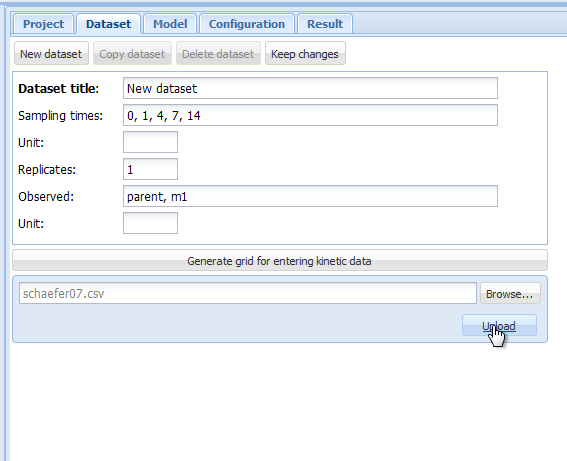 Project Dataset Model Configuration Result
New dataset Copy dataset Delete dataset Keep changes
Dataset title: New dataset
Sampling times: 0, 1, 4, 7, 14
Unit:
Replicates: 1
Observed: parent, m1
Unit:
Generate grid for entering kinetic data
schaefer07.csv Browse...
Upload